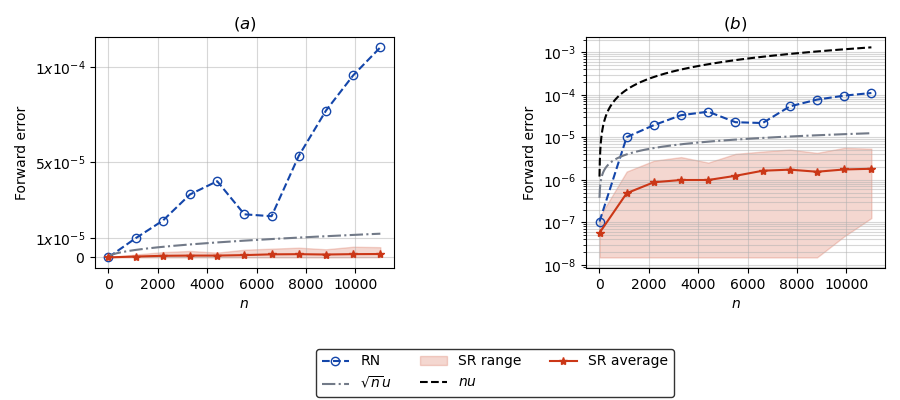 (a)
Forward error
1x10⁻⁴
5x10⁻⁵
1x10⁻⁵
0
0 2000 4000 6000 8000 10000
n
(b)
Forward error
10⁻³
10⁻⁴
10⁻⁵
10⁻⁶
10⁻⁷
10⁻⁸
0 2000 4000 6000 8000 10000
n
RN SR range SR average
√n u nu